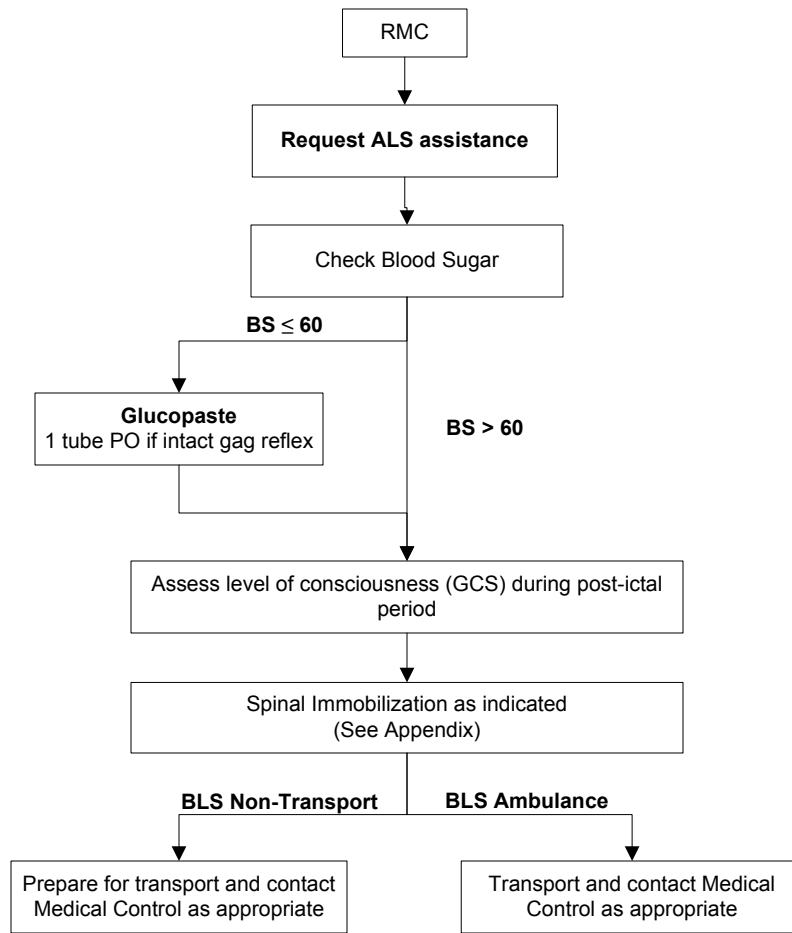 RMC
Request ALS assistance
Check Blood Sugar
BS ≤ 60
Glucopaste
1 tube PO if intact gag reflex
BS > 60
Assess level of consciousness (GCS) during post-ictal
period
Spinal Immobilization as indicated
(See Appendix)
BLS Non-Transport
BLS Ambulance
Prepare for transport and contact
Medical Control as appropriate
Transport and contact Medical
Control as appropriate